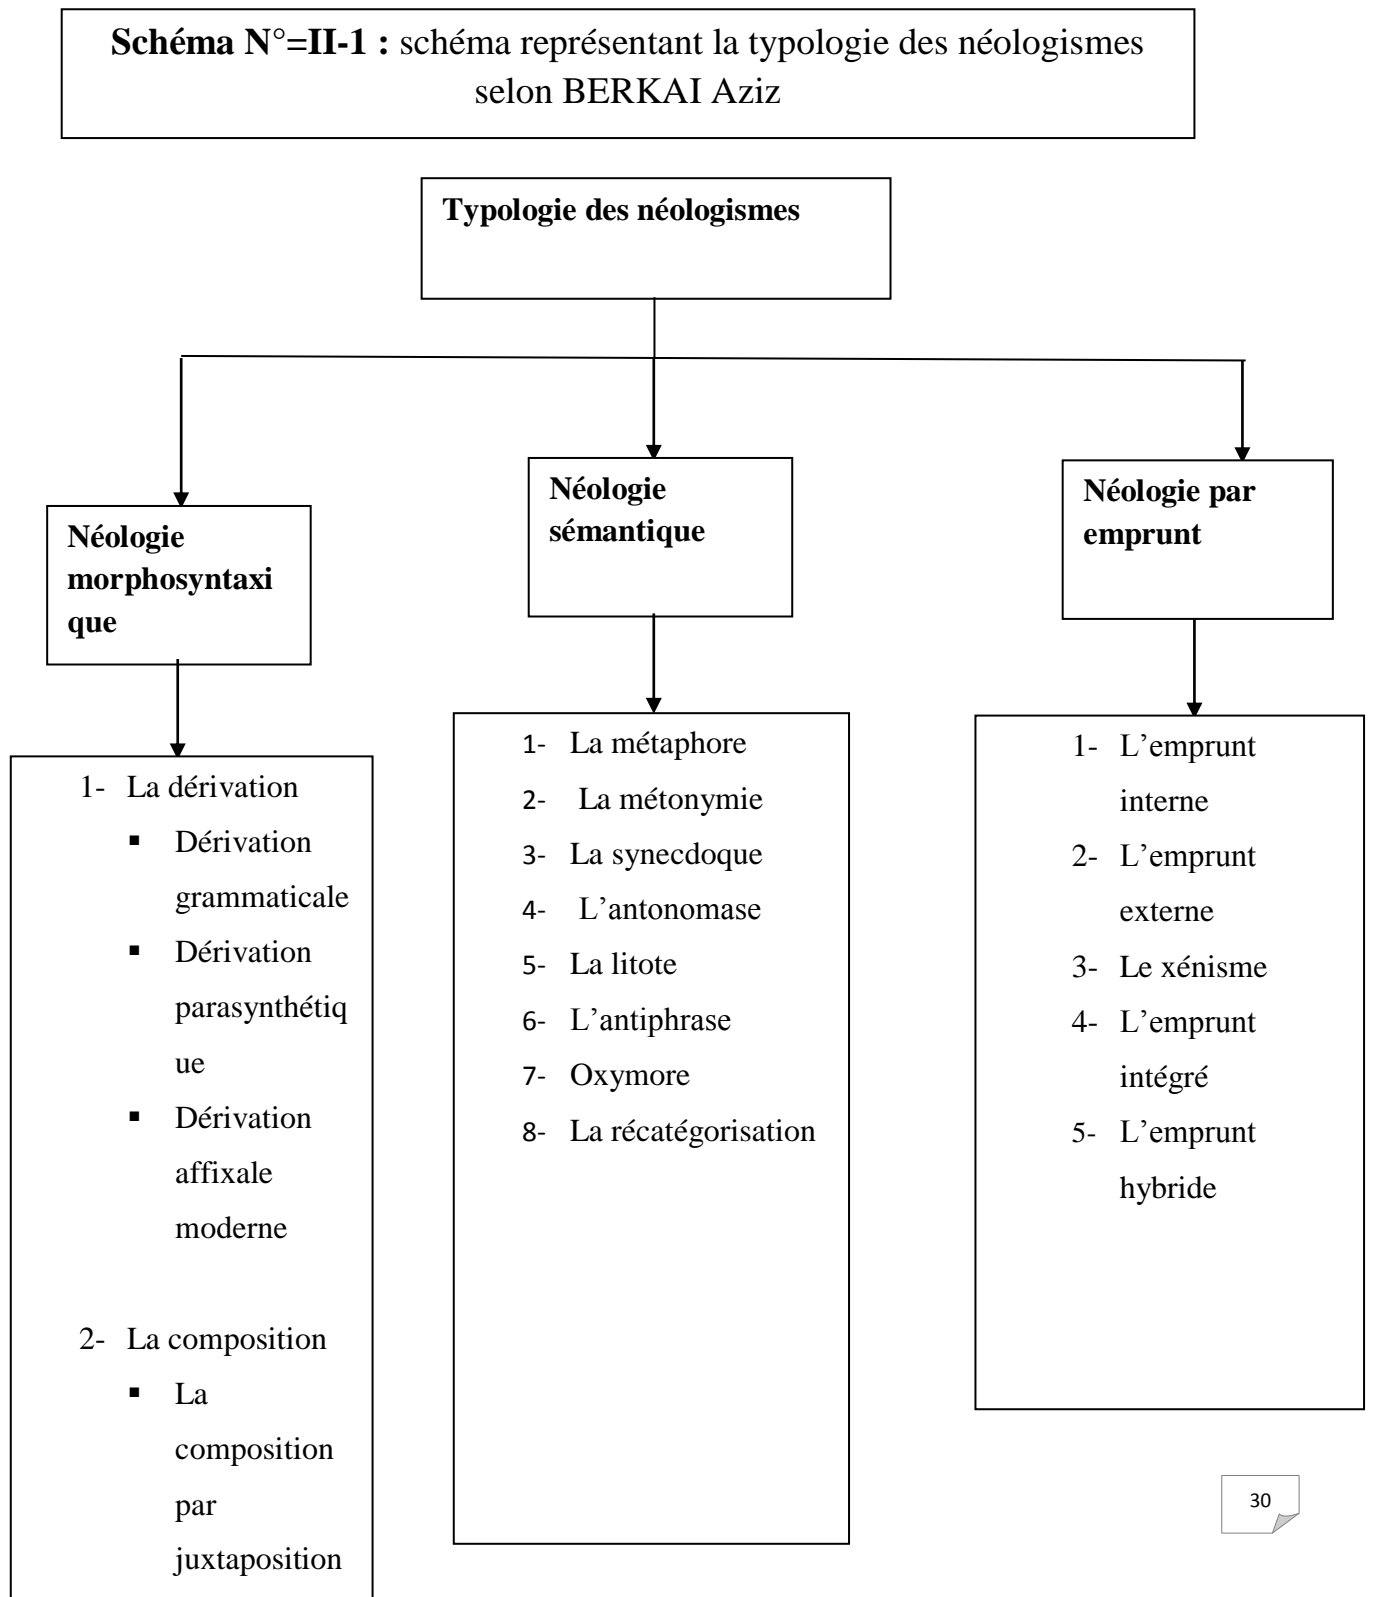 Schéma N°=II-1 : schéma représentant la typologie des néologismes
selon BERKAI Aziz
Typologie des néologismes
Néologie
morphosyntaxi
que
1- La dérivation
▪ Dérivation
grammaticale
▪ Dérivation
parasynthétiq
ue
▪ Dérivation
affixale
moderne
2- La composition
▪ La
composition
par
juxtaposition
Néologie
sémantique
1- La métaphore
2- La métonymie
3- La synecdoque
4- L’antonomase
5- La litote
6- L’antiphrase
7- Oxymore
8- La récatégorisation
Néologie par
emprunt
1- L’emprunt
interne
2- L’emprunt
externe
3- Le xénisme
4- L’emprunt
intégré
5- L’emprunt
hybride
30